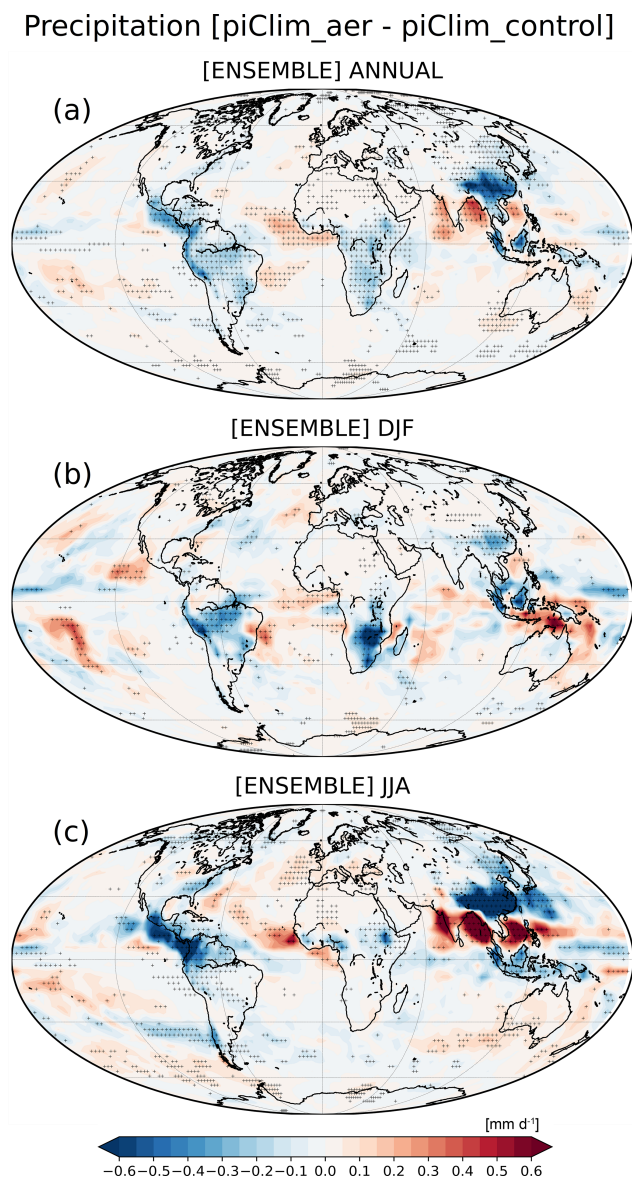 Precipitation [piClim_aer - piClim_control]
[ENSEMBLE] ANNUAL
(a)
[ENSEMBLE] DJF
(b)
[ENSEMBLE] JJA
(c)
[mm d⁻¹]
−0.6 −0.5 −0.4 −0.3 −0.2 −0.1 0.0 0.1 0.2 0.3 0.4 0.5 0.6